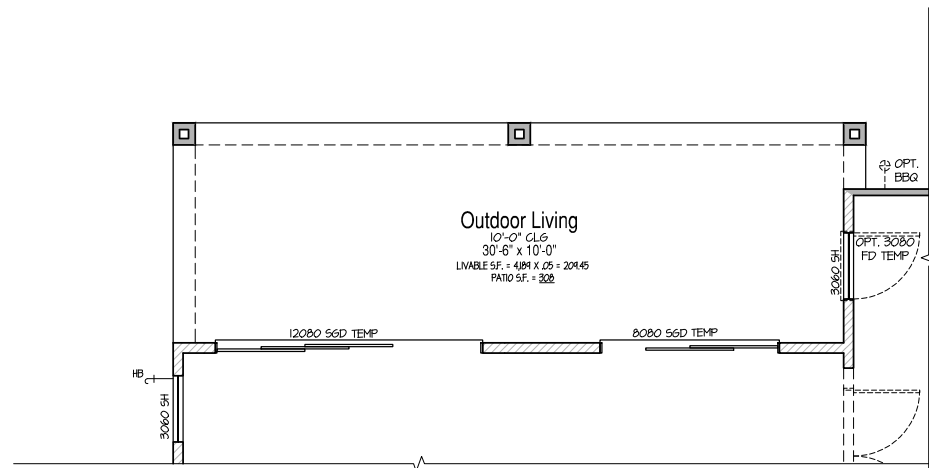 OPT.
BBQ
Outdoor Living
10'-0" CLG
30'-6" x 10'-0"
LIVABLE S.F. = 4,189 X .05 = 209.45
PATIO S.F. = 308
OPT. 3080
FD TEMP
3060 SH
12080 SGD TEMP
8080 SGD TEMP
HB
3060 SH